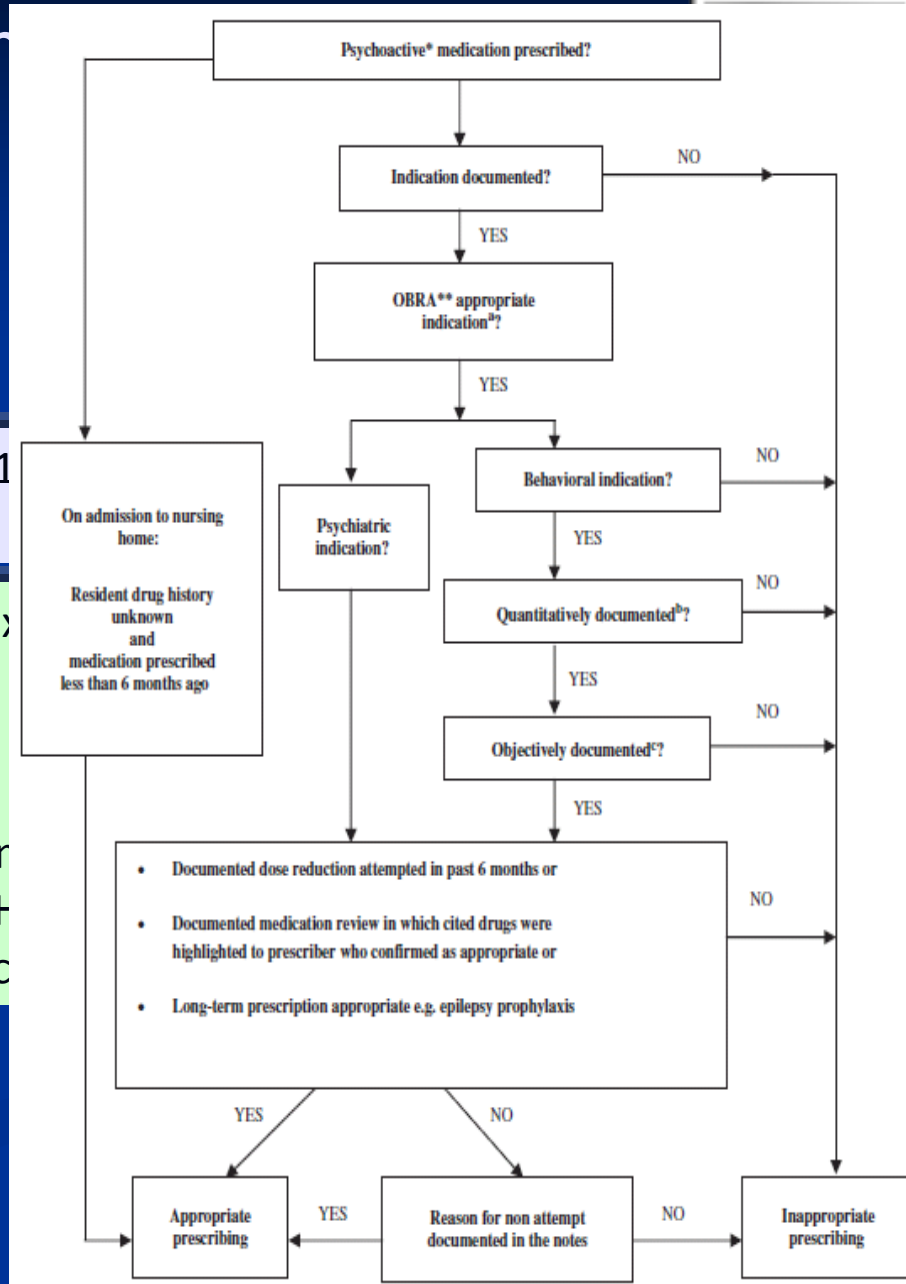 Psychoactive* medication prescribed?
NO
Indication documented?
YES
OBRA** appropriate
indicationª?
YES
NO
Behavioral indication?
On admission to nursing
home:
Resident drug history
unknown
and
medication prescribed
less than 6 months ago
Psychiatric
indication?
YES
NO
Quantitatively documentedᵇ?
YES
NO
Objectively documentedᶜ?
YES
• Documented dose reduction attempted in past 6 months or
NO
• Documented medication review in which cited drugs were
highlighted to prescriber who confirmed as appropriate or
• Long-term prescription appropriate e.g. epilepsy prophylaxis
YES
NO
Appropriate
prescribing
YES
Reason for non attempt
documented in the notes
NO
Inappropriate
prescribing